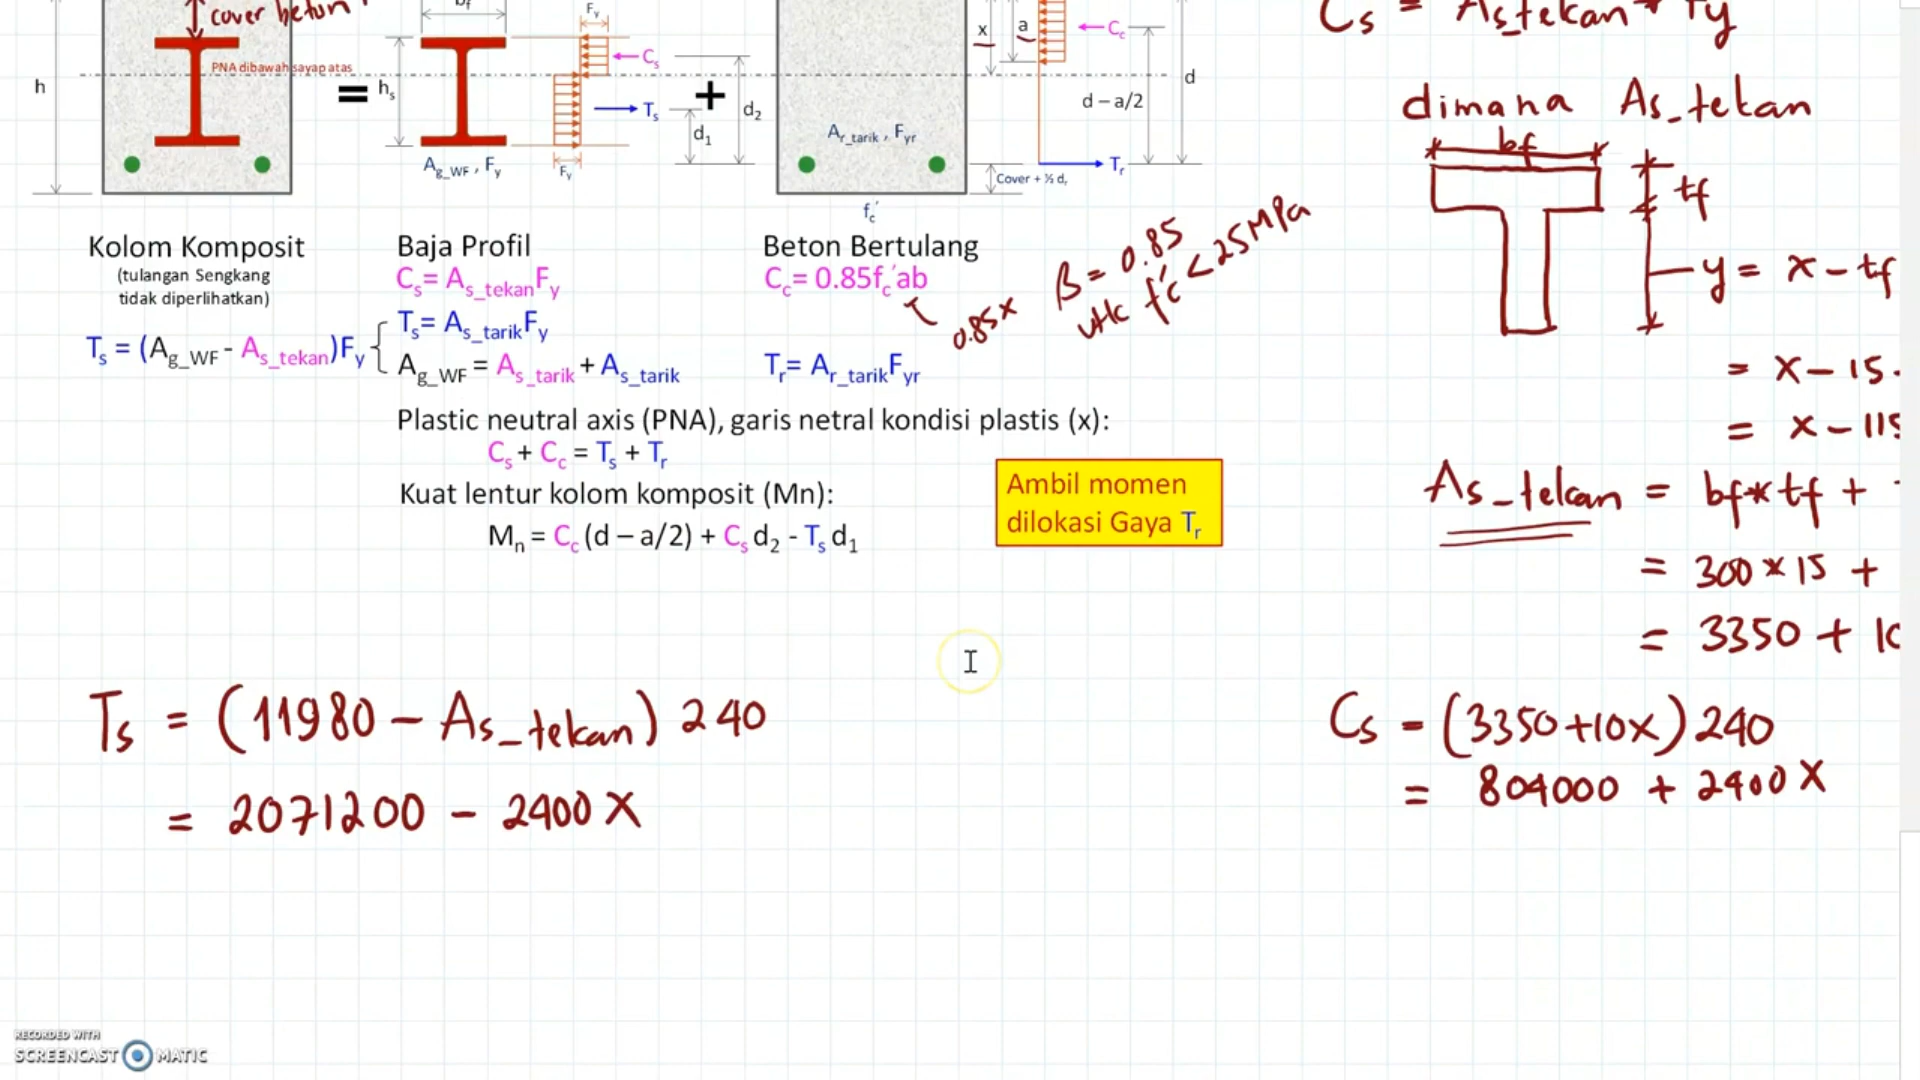 cover beton
bf
Fy
x
a
Cc
Cs = As_tekan * Fy
PNA dibawah sayap atas
Cs
h
=
hs
+
d
Ts
d2
d1
d – a/2
dimana As_tekan
Ag_WF , Fy
Fy
Ar_tarik , Fyr
Tr
Cover + ½ dr
fc'
bf
tf
Kolom Komposit
(tulangan Sengkang
tidak diperlihatkan)
Baja Profil
Beton Bertulang
Cs= As_tekanFy
Cc= 0.85fc'ab
0.85x
β = 0.85
utk f'c < 25 MPa
y = x – tf
Ts= As_tarikFy
Ts = (Ag_WF - As_tekan)Fy
Ag_WF = As_tarik + As_tarik
Tr= Ar_tarikFyr
= x – 15
= x – 115
Plastic neutral axis (PNA), garis netral kondisi plastis (x):
Cs + Cc = Ts + Tr
Kuat lentur kolom komposit (Mn):
Mn = Cc (d – a/2) + Cs d2 - Ts d1
Ambil momen
dilokasi Gaya Tr
As_tekan = bf*tf +
= 300*15 +
= 3350 + 10
Ts = (11980 – As_tekan) 240
= 2071200 – 2400 X
Cs = (3350+10X) 240
= 804000 + 2400 X
RECORDED WITH
SCREENCAST MATIC